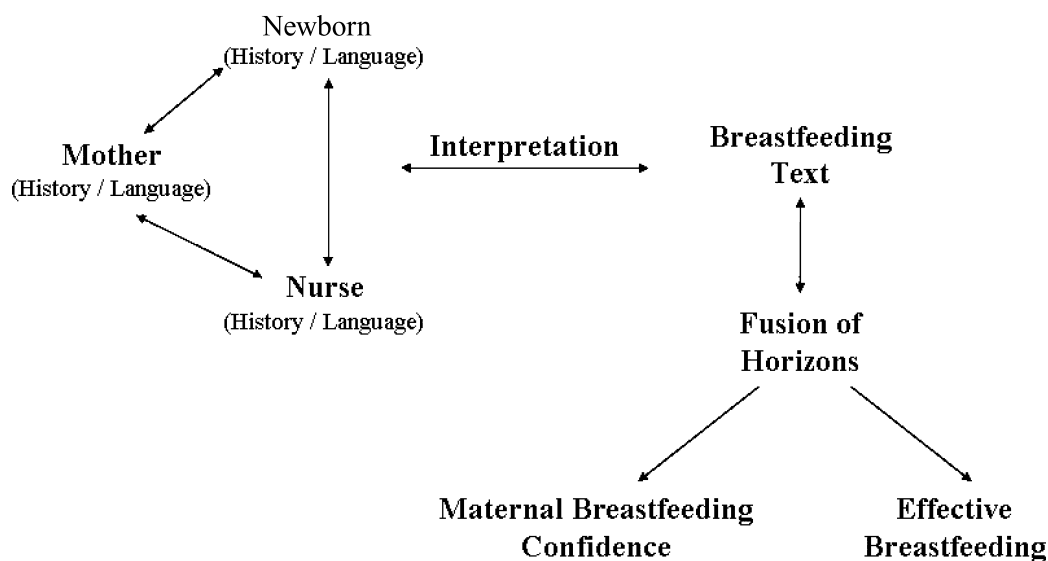 Newborn
(History / Language)
Mother
(History / Language)
Interpretation
Breastfeeding
Text
Nurse
(History / Language)
Fusion of
Horizons
Maternal Breastfeeding
Confidence
Effective
Breastfeeding